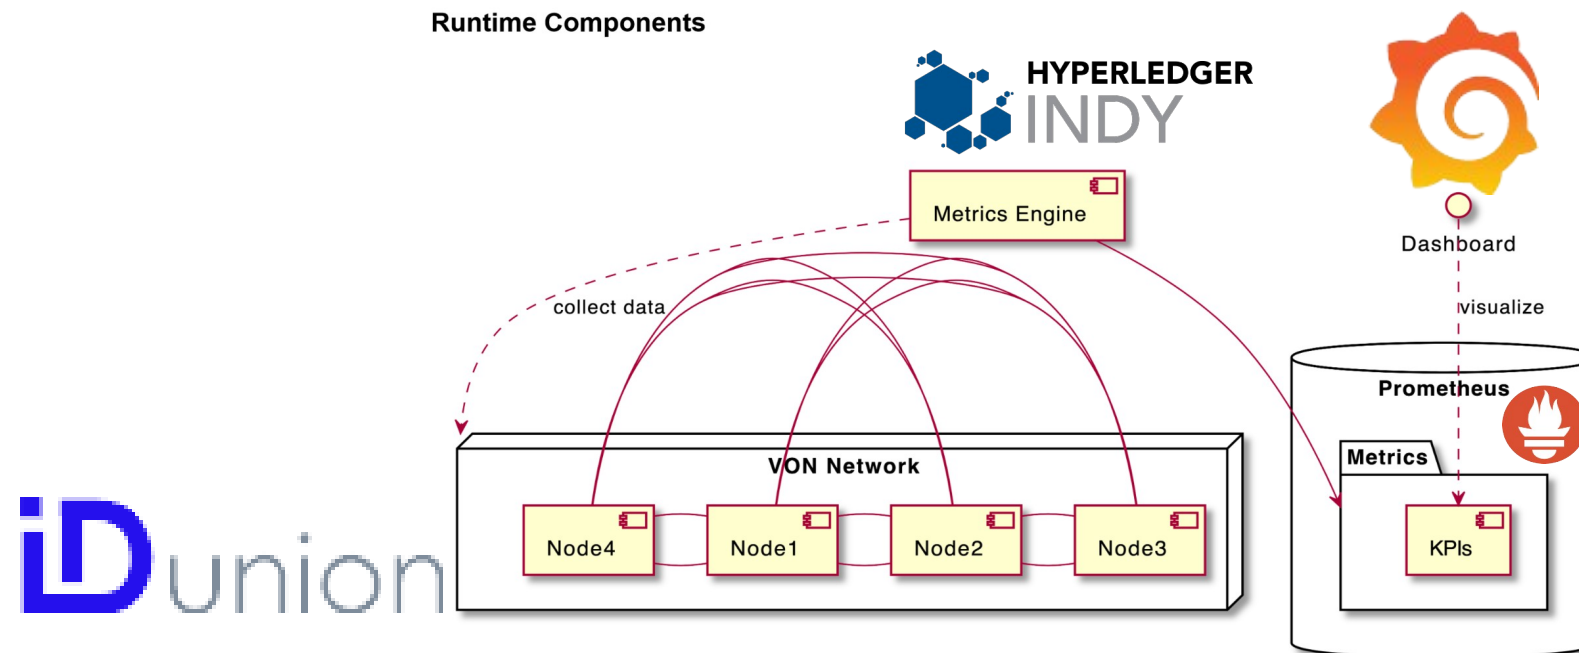 Runtime Components
HYPERLEDGER
INDY
Metrics Engine
Dashboard
collect data
visualize
Prometheus
VON Network
Metrics
Node4
Node1
Node2
Node3
KPIs
iDunion